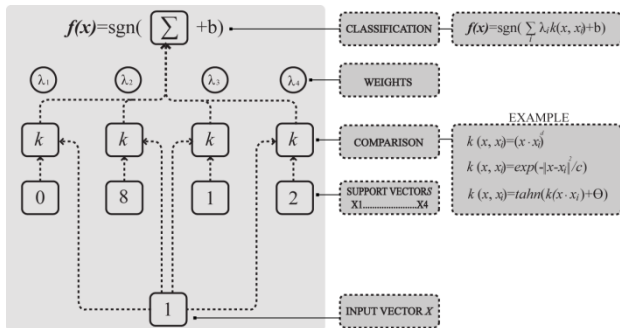 f(x)=sgn( ∑ +b)
CLASSIFICATION
f(x)=sgn( ∑ λᵢk(x, xᵢ)+b)
i
λ₁ λ₂ λ₃ λ₄
WEIGHTS
EXAMPLE
k k k k
COMPARISON
k (x, xᵢ)=(x · xᵢ)ᵈ
k (x, xᵢ)=exp(-|x-xᵢ|²/c)
k (x, xᵢ)=tahn(k(x · xᵢ)+Θ)
0 8 1 2
SUPPORT VECTORS
X1.......................X4
1
INPUT VECTOR X